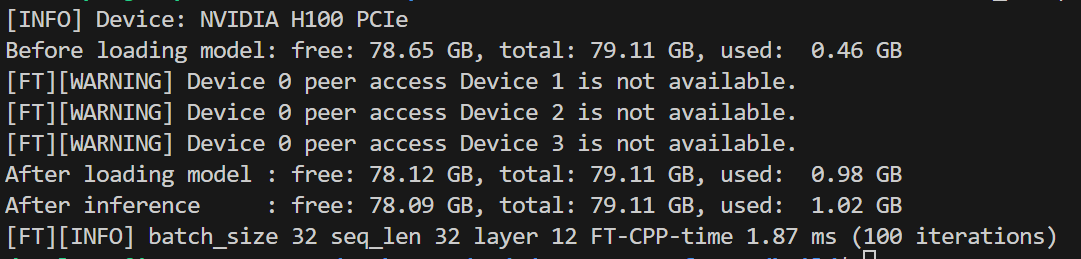 [INFO] Device: NVIDIA H100 PCIe
Before loading model: free: 78.65 GB, total: 79.11 GB, used:  0.46 GB
[FT][WARNING] Device 0 peer access Device 1 is not available.
[FT][WARNING] Device 0 peer access Device 2 is not available.
[FT][WARNING] Device 0 peer access Device 3 is not available.
After loading model : free: 78.12 GB, total: 79.11 GB, used:  0.98 GB
After inference     : free: 78.09 GB, total: 79.11 GB, used:  1.02 GB
[FT][INFO] batch_size 32 seq_len 32 layer 12 FT-CPP-time 1.87 ms (100 iterations)